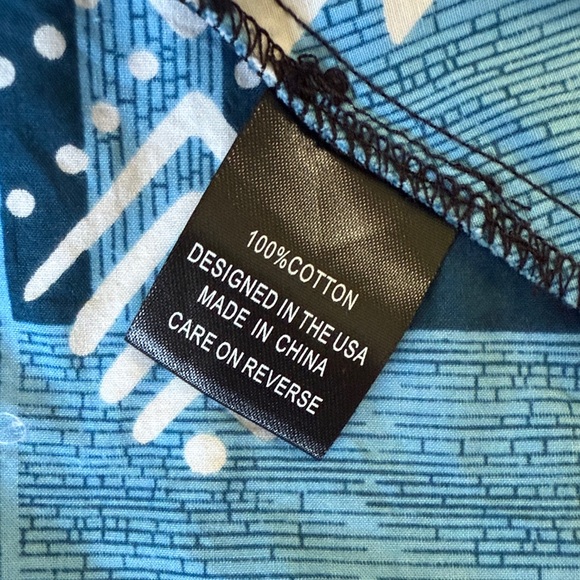 100%COTTON
DESIGNED IN THE USA
MADE IN CHINA
CARE ON REVERSE